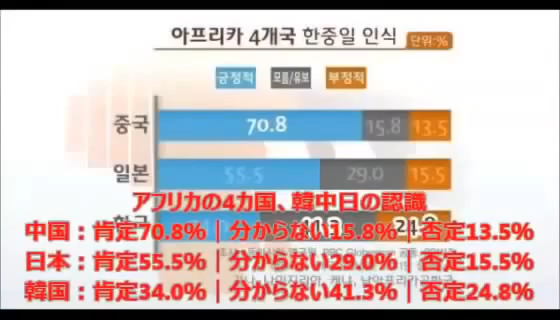 아프리카 4개국 한중일 인식
단위:%
긍정적 모름/유보 부정적
중국 70.8 15.8 13.5
일본 55.5 29.0 15.5
アフリカの4カ国、韓中日の認識
中国：肯定70.8%｜分からない15.8%｜否定13.5%
日本：肯定55.5%｜分からない29.0%｜否定15.5%
韓国：肯定34.0%｜分からない41.3%｜否定24.8%